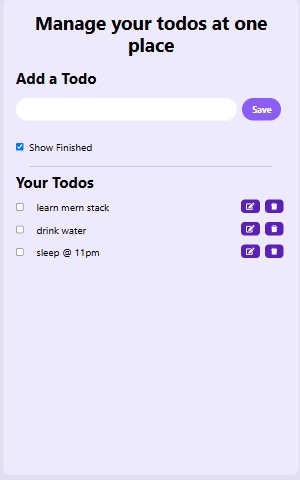 Manage your todos at one
place
Add a Todo
Save
Show Finished
Your Todos
learn mern stack
drink water
sleep @ 11pm